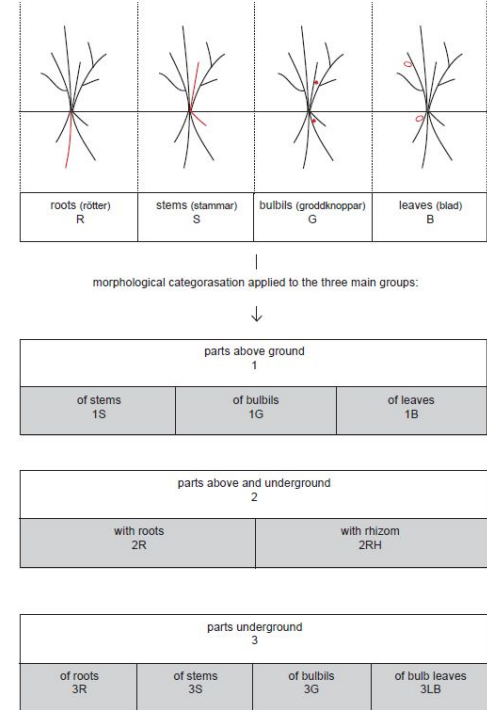 roots (rötter)
R
stems (stammar)
S
bulbils (groddknoppar)
G
leaves (blad)
B
morphological categorasation applied to the three main groups:
parts above ground
1
of stems
1S
of bulbils
1G
of leaves
1B
parts above and underground
2
with roots
2R
with rhizom
2RH
parts underground
3
of roots
3R
of stems
3S
of bulbils
3G
of bulb leaves
3LB